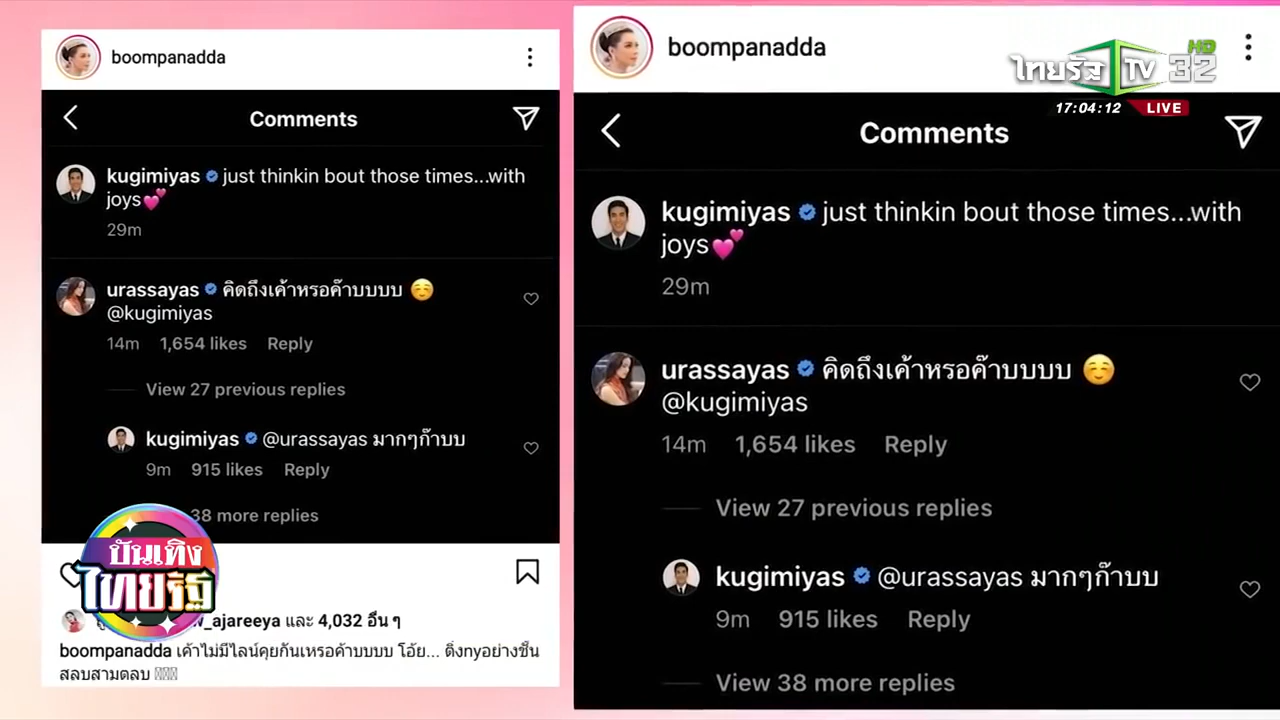 boompanadda
Comments
kugimiyas just thinkin bout those times...with
joys💕
29m
urassayas คิดถึงเค้าหรอค๊าบบบบ ☺️
@kugimiyas
14m 1,654 likes Reply
View 27 previous replies
kugimiyas @urassayas มากๆก๊าบบ
9m 915 likes Reply
38 more replies
บันเทิง
ไทยรัฐ
_ajareeya และ 4,032 อื่น ๆ
boompanadda เค้าไม่มีไลน์คุยกันเหรอค้าบบบบ โอ้ย...
สลบสามตลบ
boompanadda
ไทยรัฐ TV HD 32
17:04:12 LIVE
Comments
kugimiyas just thinkin bout those times...with
joys💕
29m
urassayas คิดถึงเค้าหรอค๊าบบบบ ☺️
@kugimiyas
14m 1,654 likes Reply
View 27 previous replies
kugimiyas @urassayas มากๆก๊าบบ
9m 915 likes Reply
View 38 more replies